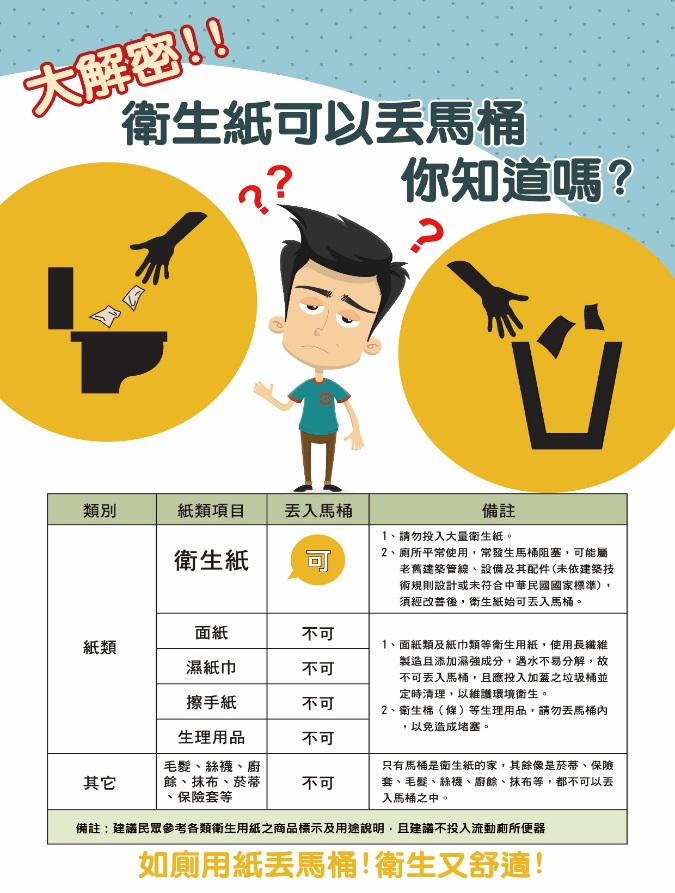 大解密!!
衛生紙可以丟馬桶
你知道嗎?
???
類別 紙類項目 丟入馬桶 備註
紙類
衛生紙
可
1、請勿投入大量衛生紙。
2、廁所平常使用,常發生馬桶阻塞,可能屬
老舊建築管線、設備及其配件(未依建築技
術規則設計或未符合中華民國國家標準),
須經改善後,衛生紙始可丟入馬桶。
面紙 不可
濕紙巾 不可
擦手紙 不可
生理用品 不可
1、面紙類及紙巾類等衛生用紙,使用長纖維
製造且添加濕強成分,遇水不易分解,故
不可丟入馬桶,且應投入加蓋之垃圾桶並
定時清理,以維護環境衛生。
2、衛生棉(條)等生理用品,請勿丟馬桶內
,以免造成堵塞。
其它
毛髮、絲襪、廚
餘、抹布、菸蒂
、保險套等
不可
只有馬桶是衛生紙的家,其餘像是菸蒂、保險
套、毛髮、絲襪、廚餘、抹布等,都不可以丟
入馬桶之中。
備註:建議民眾參考各類衛生用紙之商品標示及用途說明,且建議不投入流動廁所便器
如廁用紙丟馬桶!衛生又舒適!